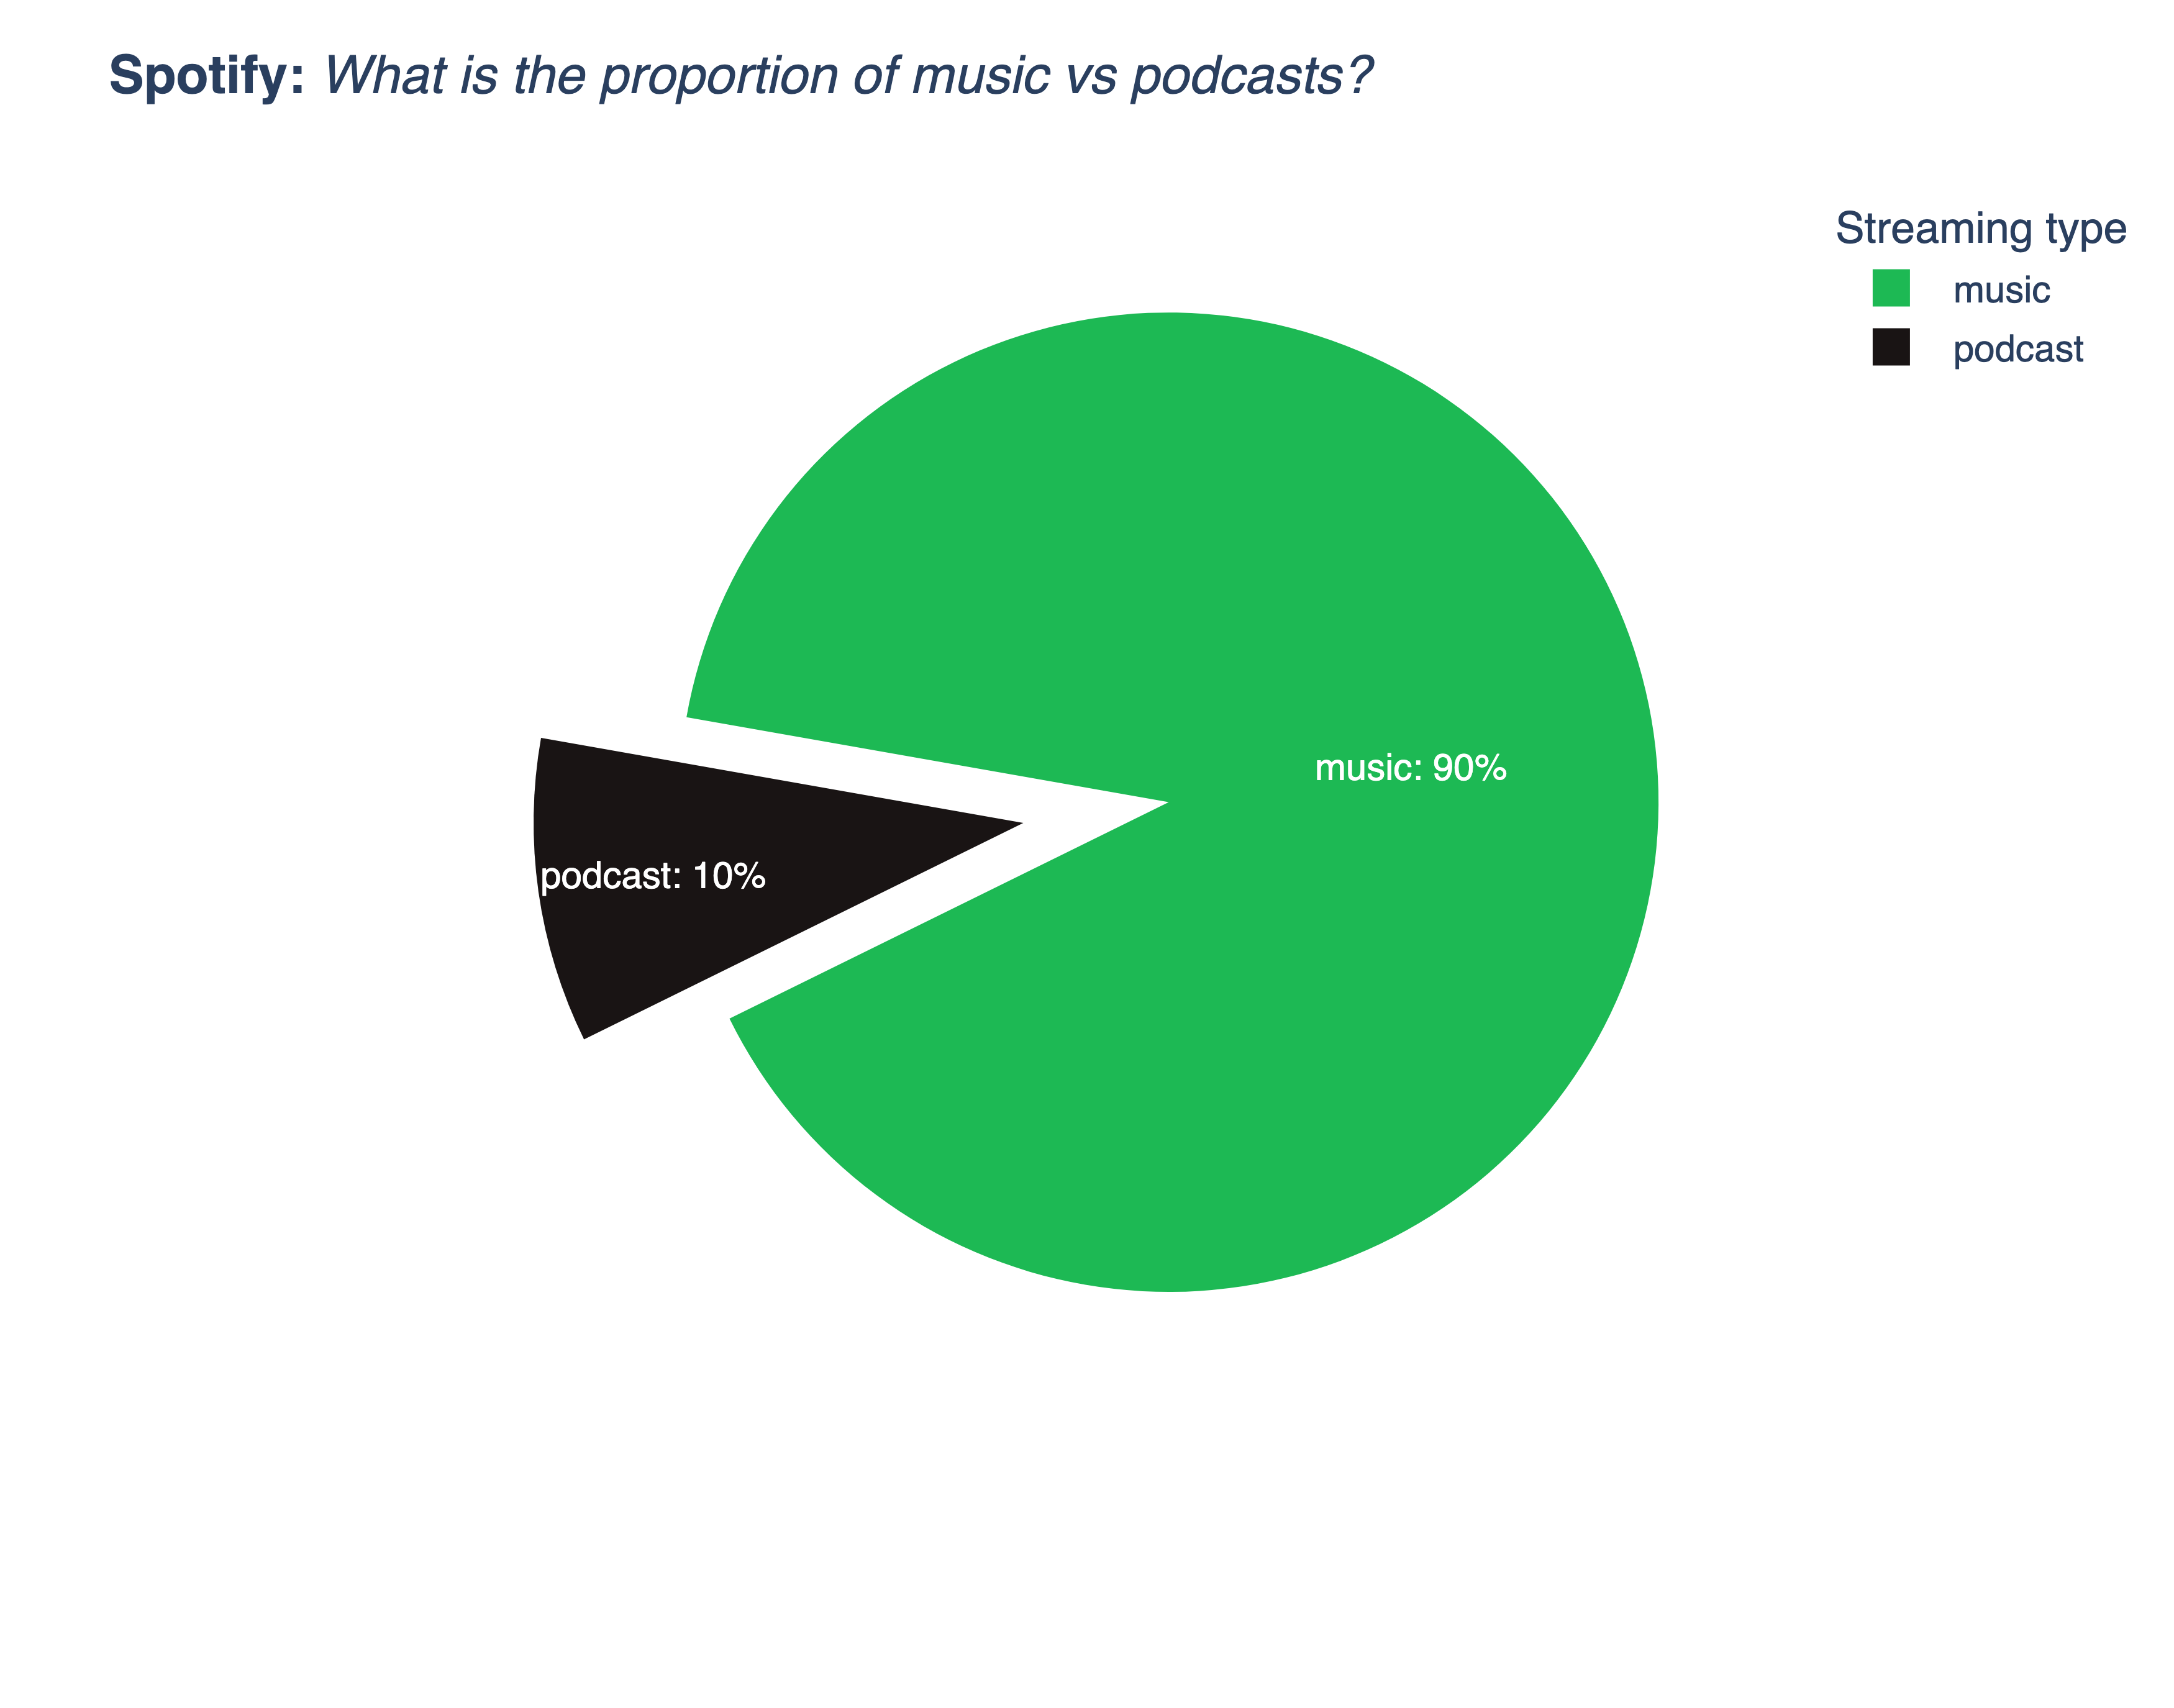 Spotify: What is the proportion of music vs podcasts?
Streaming type
music
podcast
music: 90%
podcast: 10%